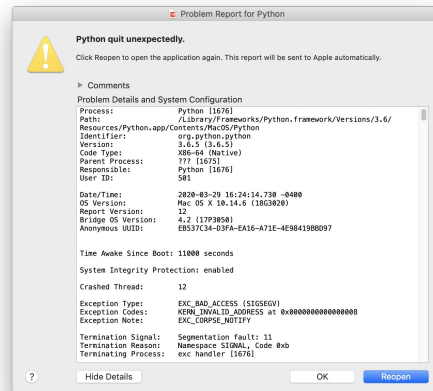 Problem Report for Python
Python quit unexpectedly.
Click Reopen to open the application again. This report will be sent to Apple automatically.
Comments
Problem Details and System Configuration
Process: Python [1676]
Path: /Library/Frameworks/Python.framework/Versions/3.6/
Resources/Python.app/Contents/MacOS/Python
Identifier: org.python.python
Version: 3.6.5 (3.6.5)
Code Type: X86-64 (Native)
Parent Process: ??? [1675]
Responsible: Python [1676]
User ID: 501
Date/Time: 2020-03-29 16:24:14.730 -0400
OS Version: Mac OS X 10.14.6 (18G3020)
Report Version: 12
Bridge OS Version: 4.2 (17P3050)
Anonymous UUID: EB537C34-D3FA-EA16-A71E-4E98419BBD97
Time Awake Since Boot: 11000 seconds
System Integrity Protection: enabled
Crashed Thread: 12
Exception Type: EXC_BAD_ACCESS (SIGSEGV)
Exception Codes: KERN_INVALID_ADDRESS at 0x0000000000000008
Exception Note: EXC_CORPSE_NOTIFY
Termination Signal: Segmentation fault: 11
Termination Reason: Namespace SIGNAL, Code 0xb
Terminating Process: exc handler [1676]
? Hide Details OK Reopen